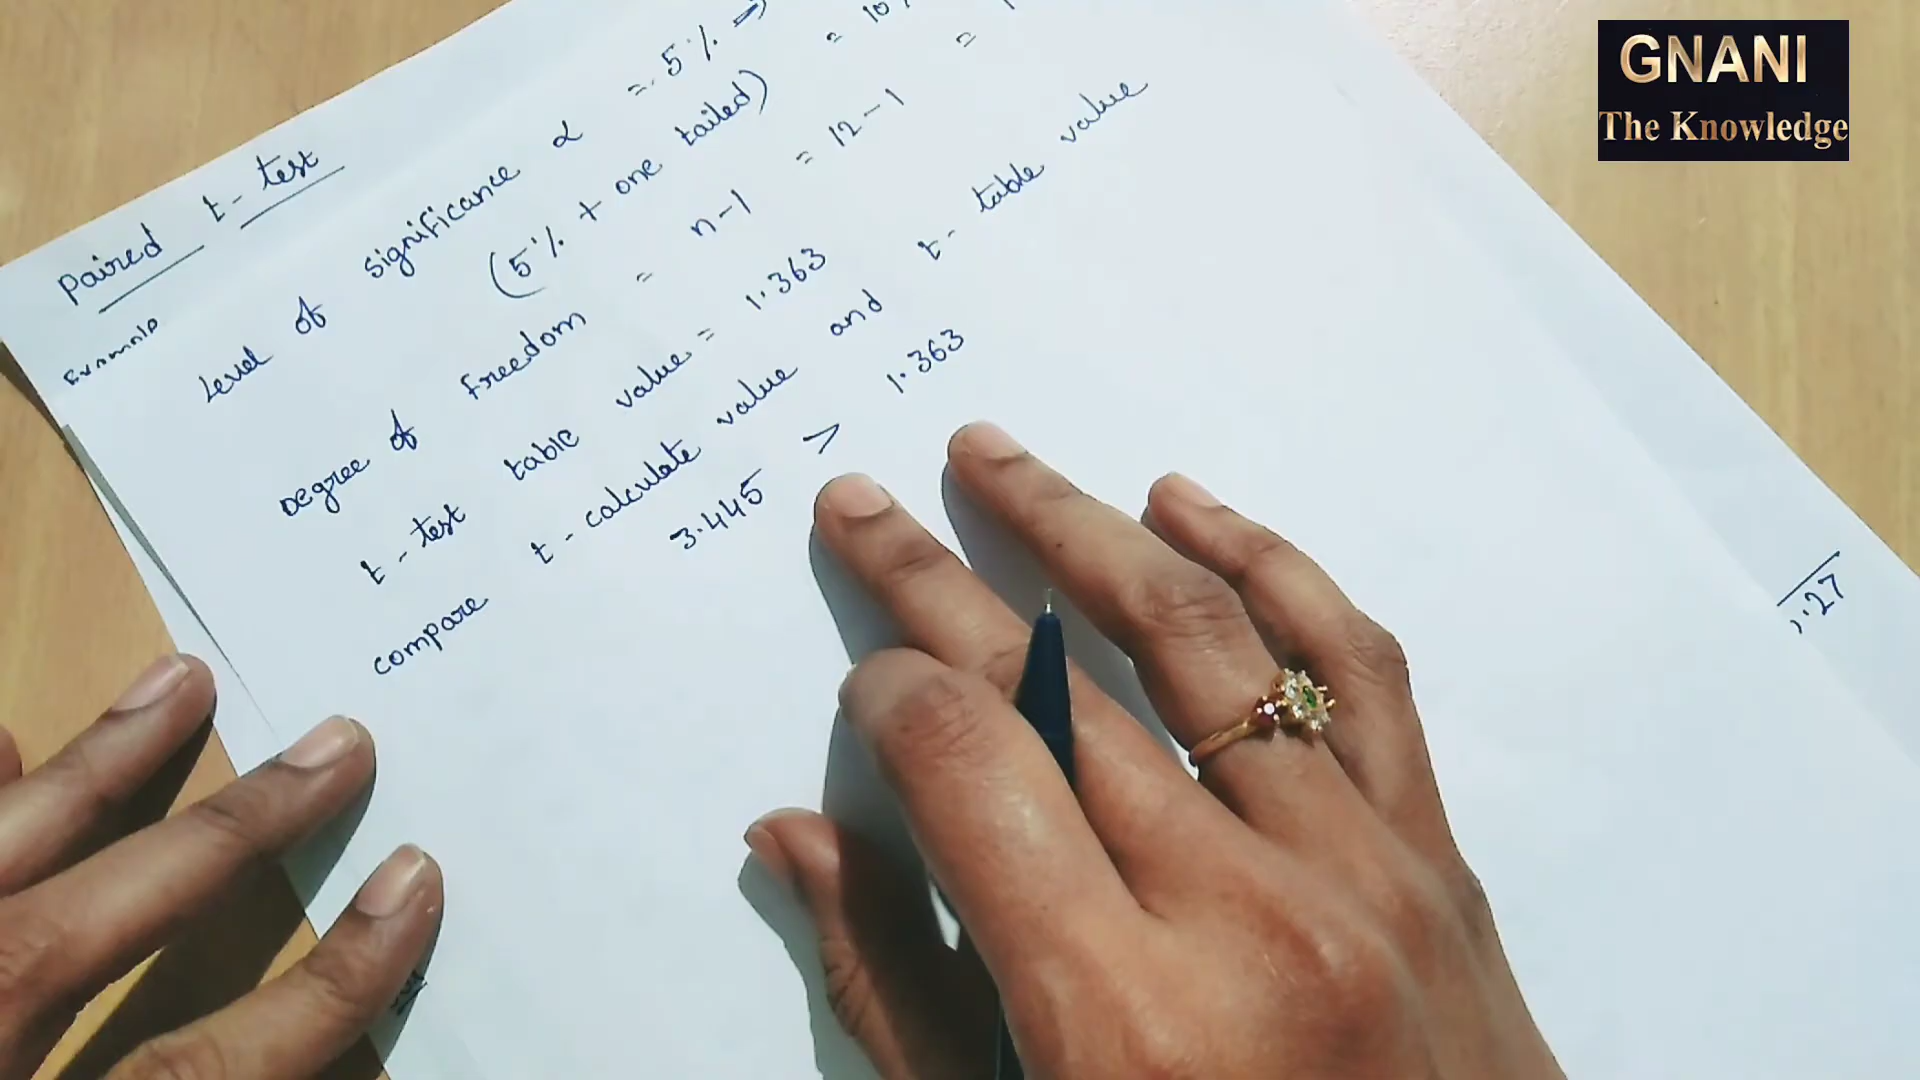 GNANI
The Knowledge
Paired t-test
Level of significance α = 5% →
(5% + one tailed) = 10%
Degree of Freedom = n-1 = 12-1 =
t-test table value = 1.363
compare t-calculate value and t-table value
3.445 > 1.363